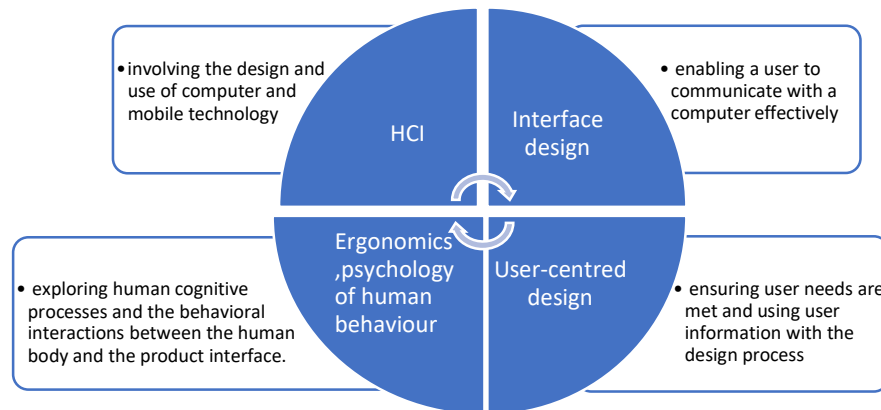 •involving the design and
use of computer and
mobile technology
HCI
Interface
design
• enabling a user to
communicate with a
computer effectively
• exploring human cognitive
processes and the behavioral
interactions between the human
body and the product interface.
Ergonomics
,psychology
of human
behaviour
User-centred
design
• ensuring user needs are
met and using user
information with the
design process